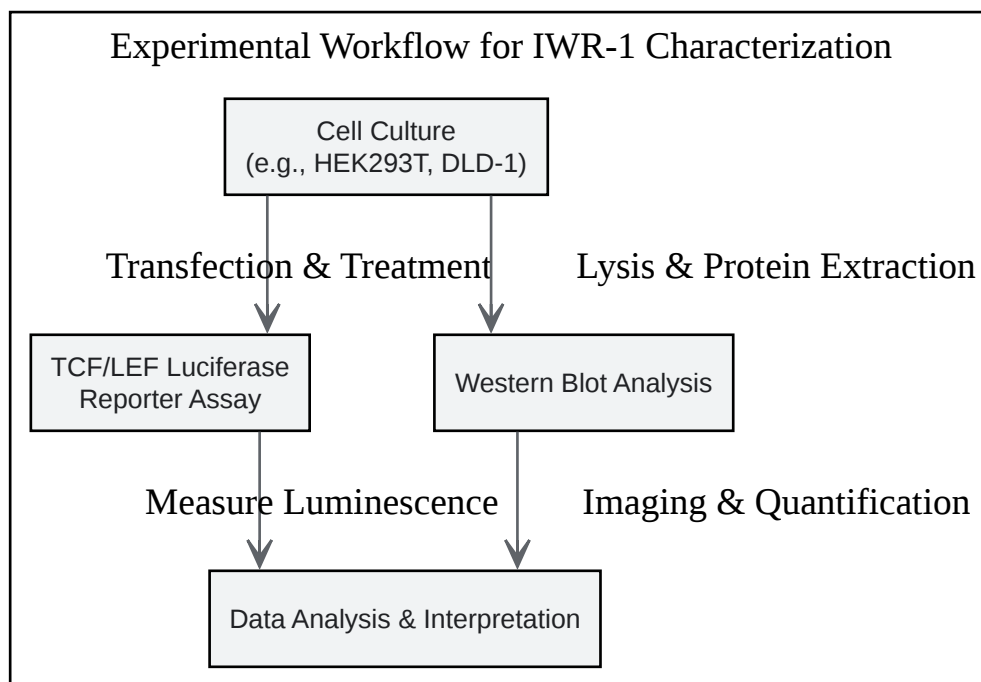 Experimental Workflow for IWR-1 Characterization
Cell Culture
(e.g., HEK293T, DLD-1)
Transfection & Treatment
Lysis & Protein Extraction
TCF/LEF Luciferase
Reporter Assay
Western Blot Analysis
Measure Luminescence
Imaging & Quantification
Data Analysis & Interpretation